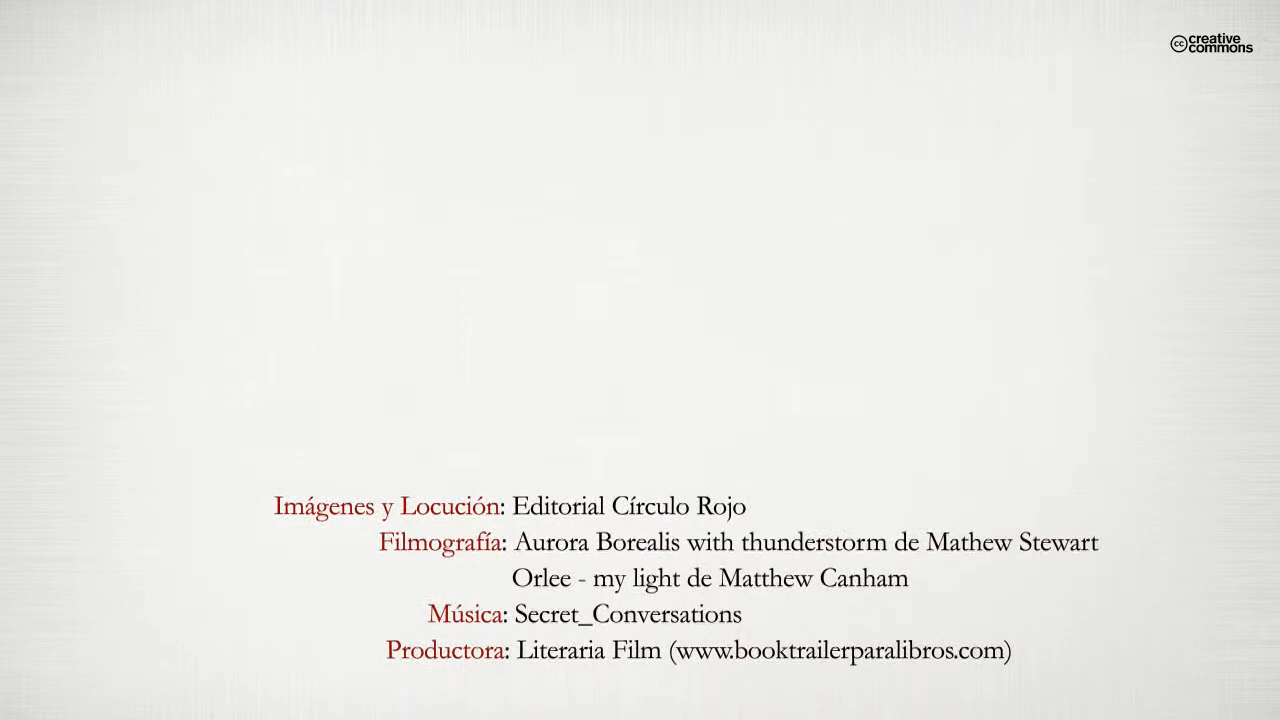 cc creative
commons
Imágenes y Locución: Editorial Círculo Rojo
Filmografía: Aurora Borealis with thunderstorm de Mathew Stewart
Orlee - my light de Matthew Canham
Música: Secret_Conversations
Productora: Literaria Film (www.booktrailerparalibros.com)